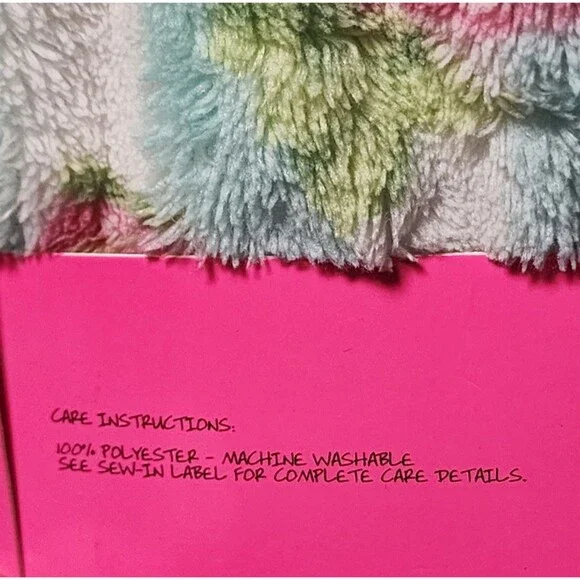 CARE INSTRUCTIONS:
100% POLYESTER - MACHINE WASHABLE
SEE SEW-IN LABEL FOR COMPLETE CARE DETAILS.